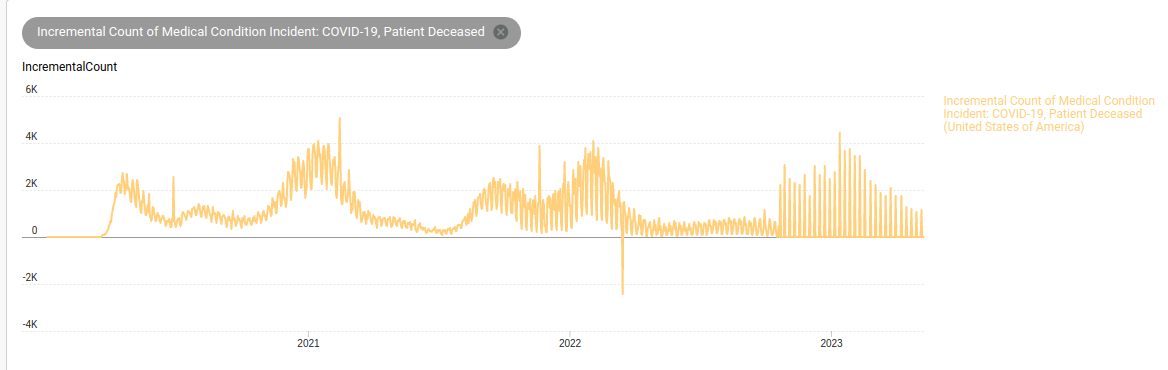 Incremental Count of Medical Condition Incident: COVID-19, Patient Deceased
IncrementalCount
6K
4K
2K
0
-2K
-4K
2021
2022
2023
Incremental Count of Medical Condition
Incident: COVID-19, Patient Deceased
(United States of America)